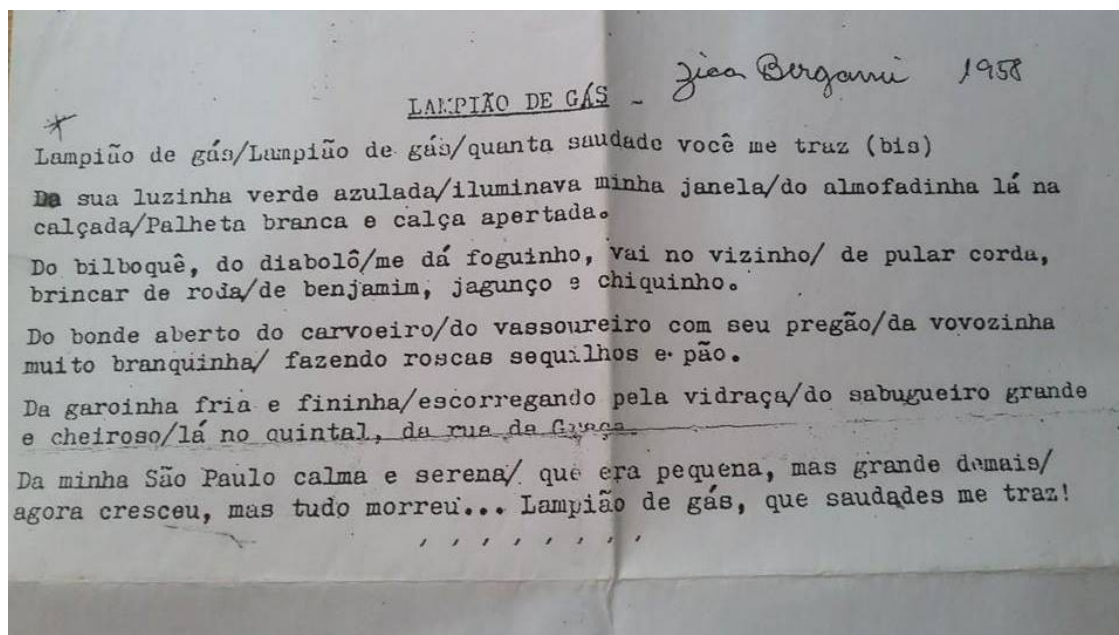 Zica Bergami 1958
LAMPIÃO DE GÁS -
Lampião de gás/Lampião de gás/quanta saudade você me traz (bis)
Da sua luzinha verde azulada/iluminava minha janela/do almofadinha lá na
calçada/Palheta branca e calça apertada.
Do bilboquê, do diabolô/me dá foguinho, vai no vizinho/ de pular corda,
brincar de roda/de benjamim, jagunço e chiquinho.
Do bonde aberto do carvoeiro/do vassoureiro com seu pregão/da vovozinha
muito branquinha/ fazendo roscas sequilhos e pão.
Da garoinha fria e fininha/escorregando pela vidraça/do sabugueiro grande
e cheiroso/lá no quintal, da rua da Graça.
Da minha São Paulo calma e serena/ que era pequena, mas grande demais/
agora cresceu, mas tudo morreu... Lampião de gás, que saudades me traz!